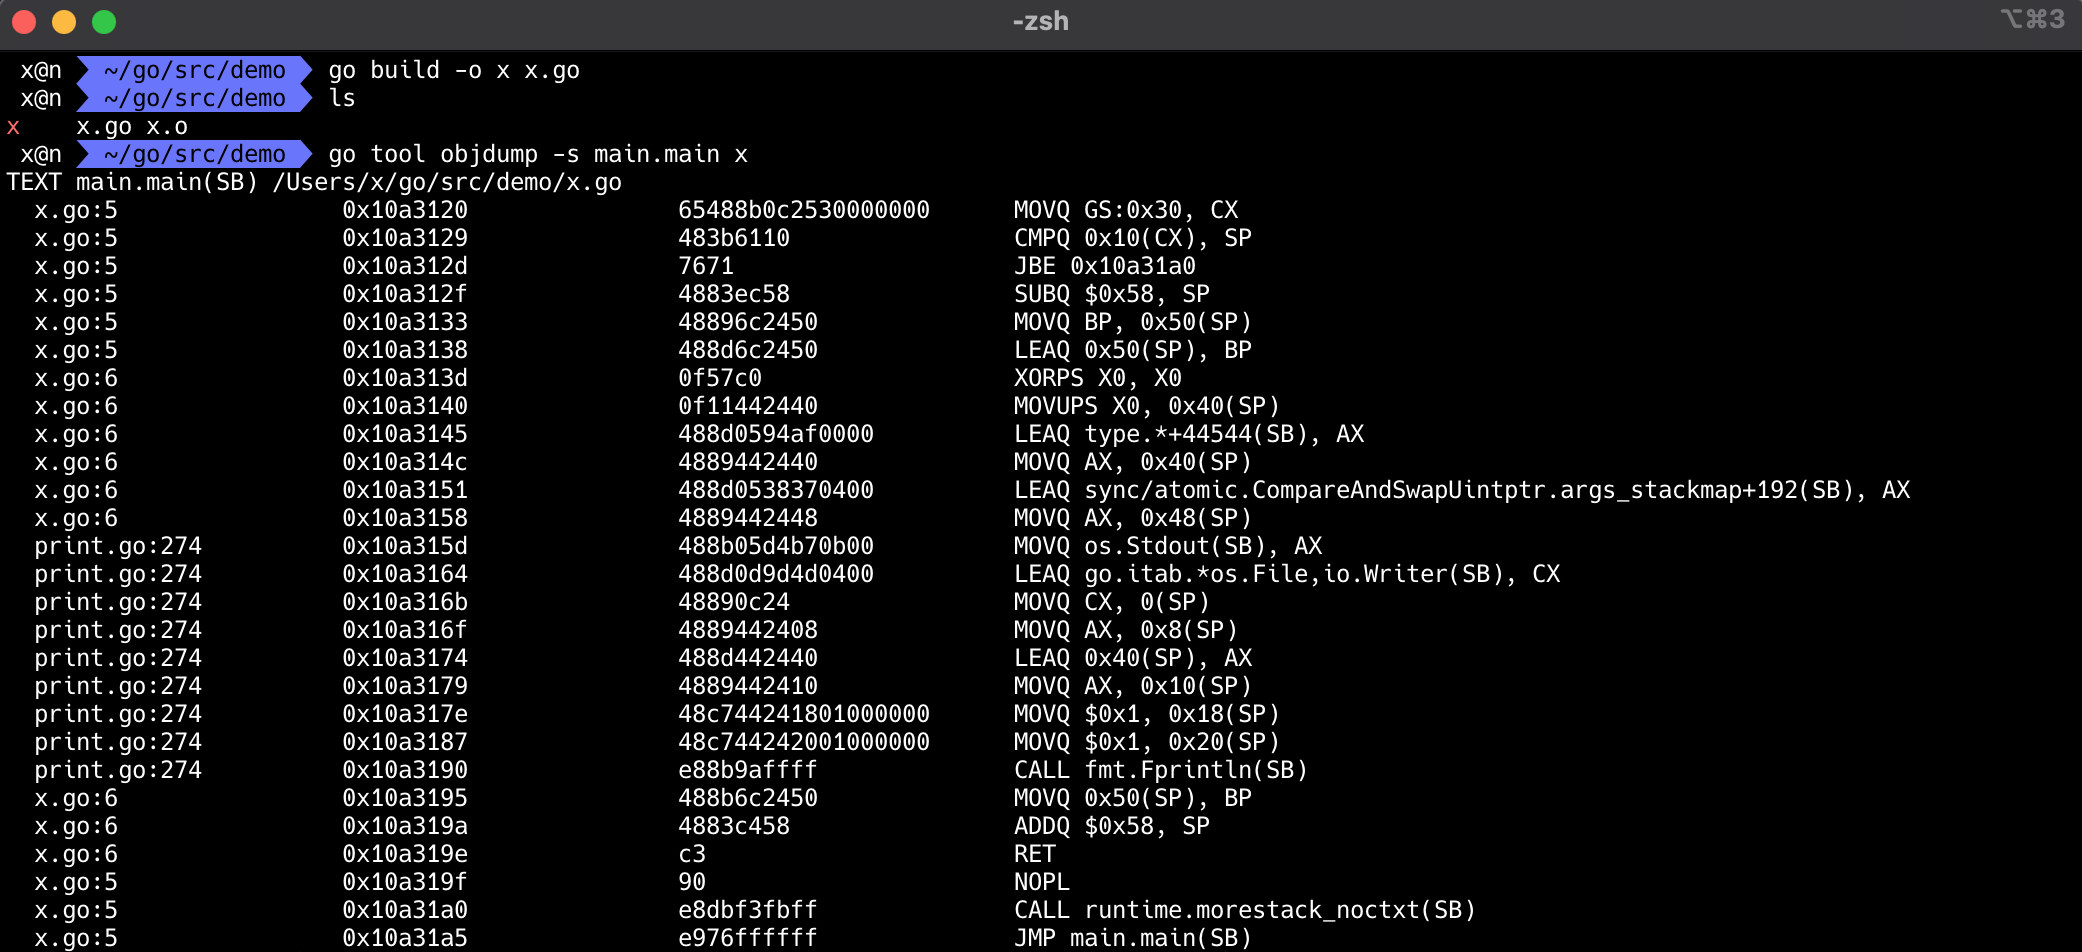 -zsh ⌥⌘3
x@n ~/go/src/demo go build -o x x.go
x@n ~/go/src/demo ls
x x.go x.o
x@n ~/go/src/demo go tool objdump -s main.main x
TEXT main.main(SB) /Users/x/go/src/demo/x.go
x.go:5 0x10a3120 65488b0c2530000000 MOVQ GS:0x30, CX
x.go:5 0x10a3129 483b6110 CMPQ 0x10(CX), SP
x.go:5 0x10a312d 7671 JBE 0x10a31a0
x.go:5 0x10a312f 4883ec58 SUBQ $0x58, SP
x.go:5 0x10a3133 48896c2450 MOVQ BP, 0x50(SP)
x.go:5 0x10a3138 488d6c2450 LEAQ 0x50(SP), BP
x.go:6 0x10a313d 0f57c0 XORPS X0, X0
x.go:6 0x10a3140 0f11442440 MOVUPS X0, 0x40(SP)
x.go:6 0x10a3145 488d0594af0000 LEAQ type.*+44544(SB), AX
x.go:6 0x10a314c 4889442440 MOVQ AX, 0x40(SP)
x.go:6 0x10a3151 488d0538370400 LEAQ sync/atomic.CompareAndSwapUintptr.args_stackmap+192(SB), AX
x.go:6 0x10a3158 4889442448 MOVQ AX, 0x48(SP)
print.go:274 0x10a315d 488b05d4b70b00 MOVQ os.Stdout(SB), AX
print.go:274 0x10a3164 488d0d9d4d0400 LEAQ go.itab.*os.File,io.Writer(SB), CX
print.go:274 0x10a316b 48890c24 MOVQ CX, 0(SP)
print.go:274 0x10a316f 4889442408 MOVQ AX, 0x8(SP)
print.go:274 0x10a3174 488d442440 LEAQ 0x40(SP), AX
print.go:274 0x10a3179 4889442410 MOVQ AX, 0x10(SP)
print.go:274 0x10a317e 48c744241801000000 MOVQ $0x1, 0x18(SP)
print.go:274 0x10a3187 48c744242001000000 MOVQ $0x1, 0x20(SP)
print.go:274 0x10a3190 e88b9affff CALL fmt.Fprintln(SB)
x.go:6 0x10a3195 488b6c2450 MOVQ 0x50(SP), BP
x.go:6 0x10a319a 4883c458 ADDQ $0x58, SP
x.go:6 0x10a319e c3 RET
x.go:5 0x10a319f 90 NOPL
x.go:5 0x10a31a0 e8dbf3fbff CALL runtime.morestack_noctxt(SB)
x.go:5 0x10a31a5 e976ffffff JMP main.main(SB)